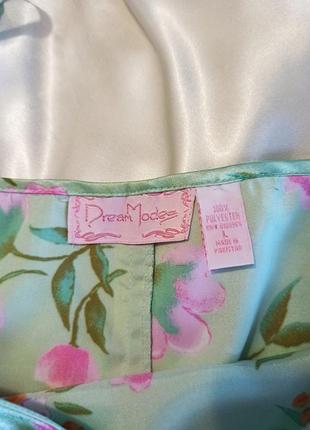 Dream Modes
100%
POLYESTER
L
MADE IN
PAKISTAN